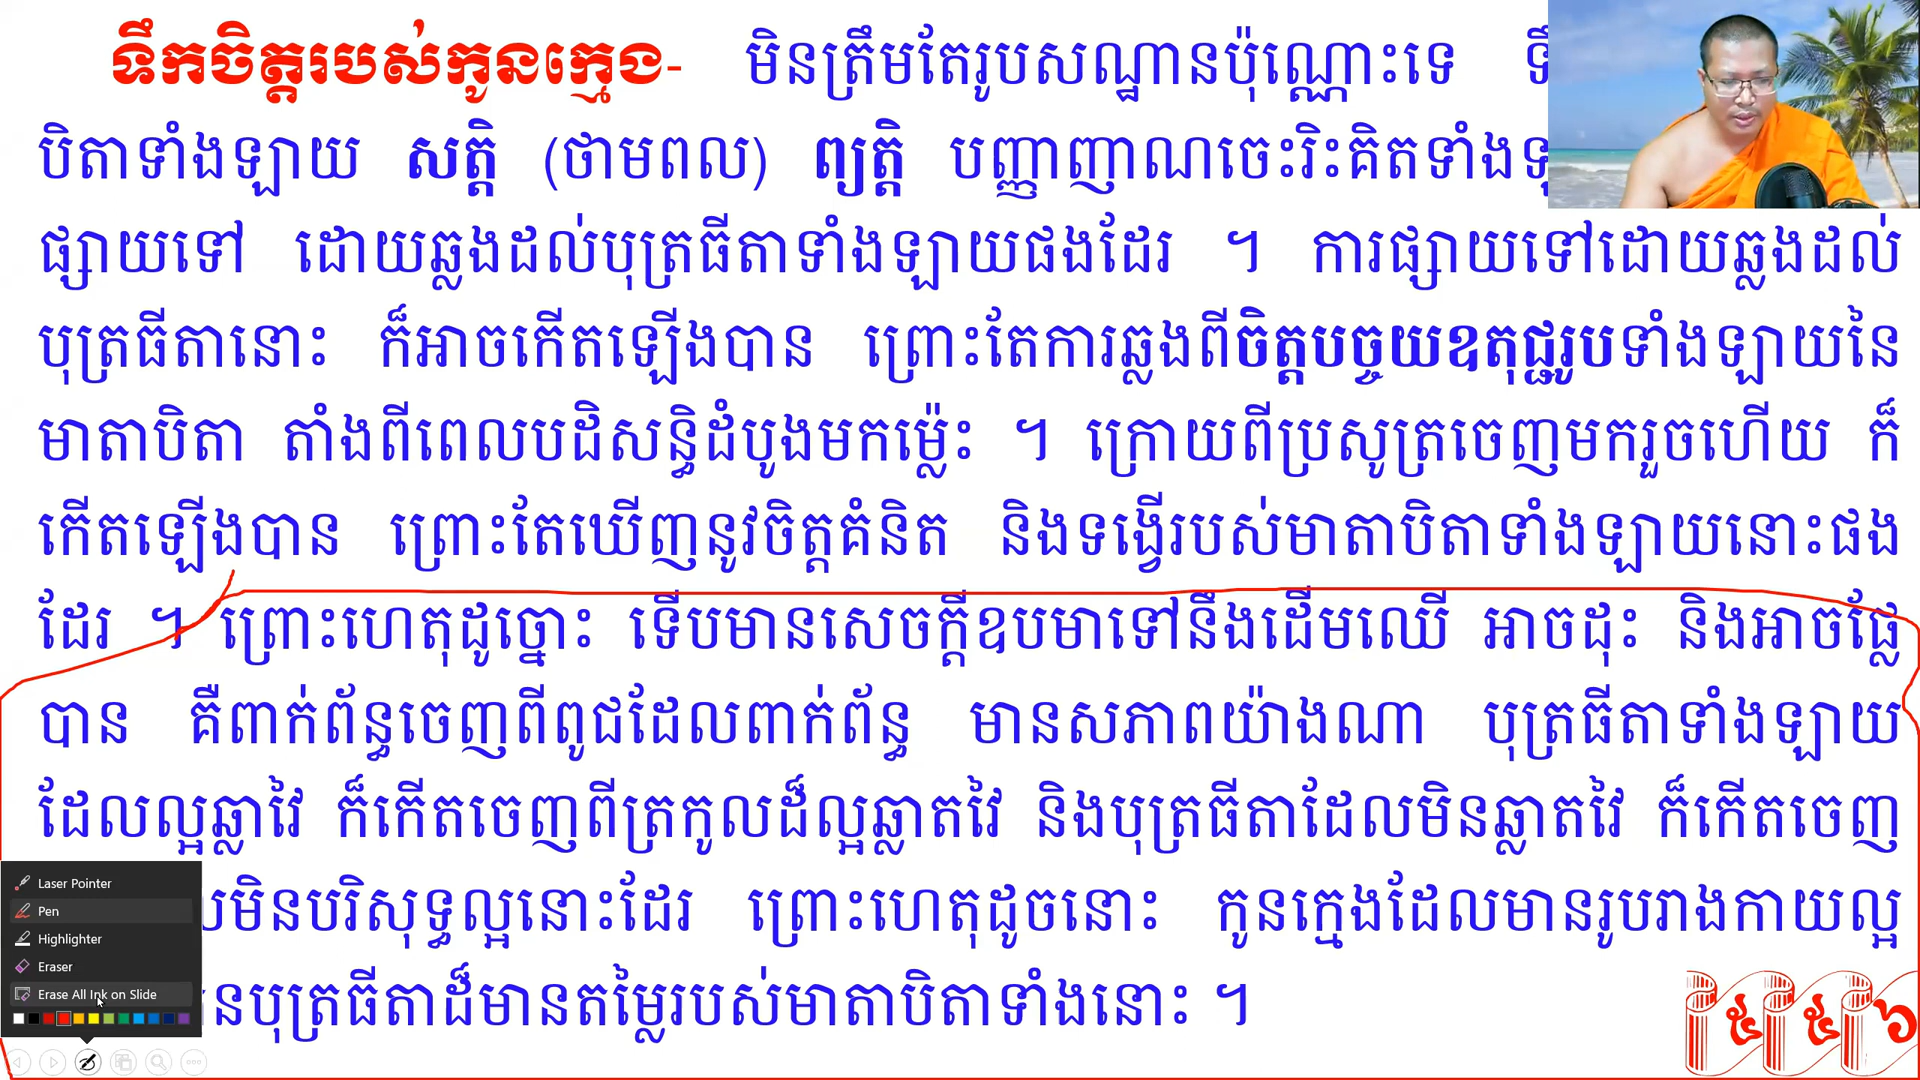 ទឹកចិត្តរបស់កូនក្មេង- មិនត្រឹមតែរូបសណ្ឋានប៉ុណ្ណោះទេ
បិតាទាំងឡាយ សត្តិ (ថាមពល) ព្យត្តិ បញ្ញាញាណចេះរិះគិតទាំង
ផ្សាយទៅ ដោយឆ្លងដល់បុត្រធីតាទាំងឡាយផងដែរ ។ ការផ្សាយទៅដោយឆ្លងដល់
បុត្រធីតានោះ ក៏អាចកើតឡើងបាន ព្រោះតែការឆ្លងពីចិត្តបច្ចយឧតុជ្ជរូបទាំងឡាយនៃ
មាតាបិតា តាំងពីពេលបដិសន្ធិដំបូងមកម៉្លេះ ។ ក្រោយពីប្រសូត្រចេញមករួចហើយ ក៏
កើតឡើងបាន ព្រោះតែឃើញនូវចិត្តគំនិត និងទង្វើរបស់មាតាបិតាទាំងឡាយនោះផង
ដែរ ។ ព្រោះហេតុដូច្នោះ ទើបមានសេចក្តីឧបមាទៅនឹងដើមឈើ អាចដុះ និងអាចផ្លែ
បាន គឺពាក់ព័ន្ធចេញពីពូជដែលពាក់ព័ន្ធ មានសភាពយ៉ាងណា បុត្រធីតាទាំងឡាយ
ដែលល្អឆ្លាវៃ ក៏កើតចេញពីត្រកូលដ៏ល្អឆ្លាតវៃ និងបុត្រធីតាដែលមិនឆ្លាតវៃ ក៏កើតចេញ
មិនបរិសុទ្ធល្អនោះដែរ ព្រោះហេតុដូចនោះ កូនក្មេងដែលមានរូបរាងកាយល្អ
បុត្រធីតាដ៏មានតម្លៃរបស់មាតាបិតាទាំងនោះ ។
Laser Pointer
Pen
Highlighter
Eraser
Erase All Ink on Slide